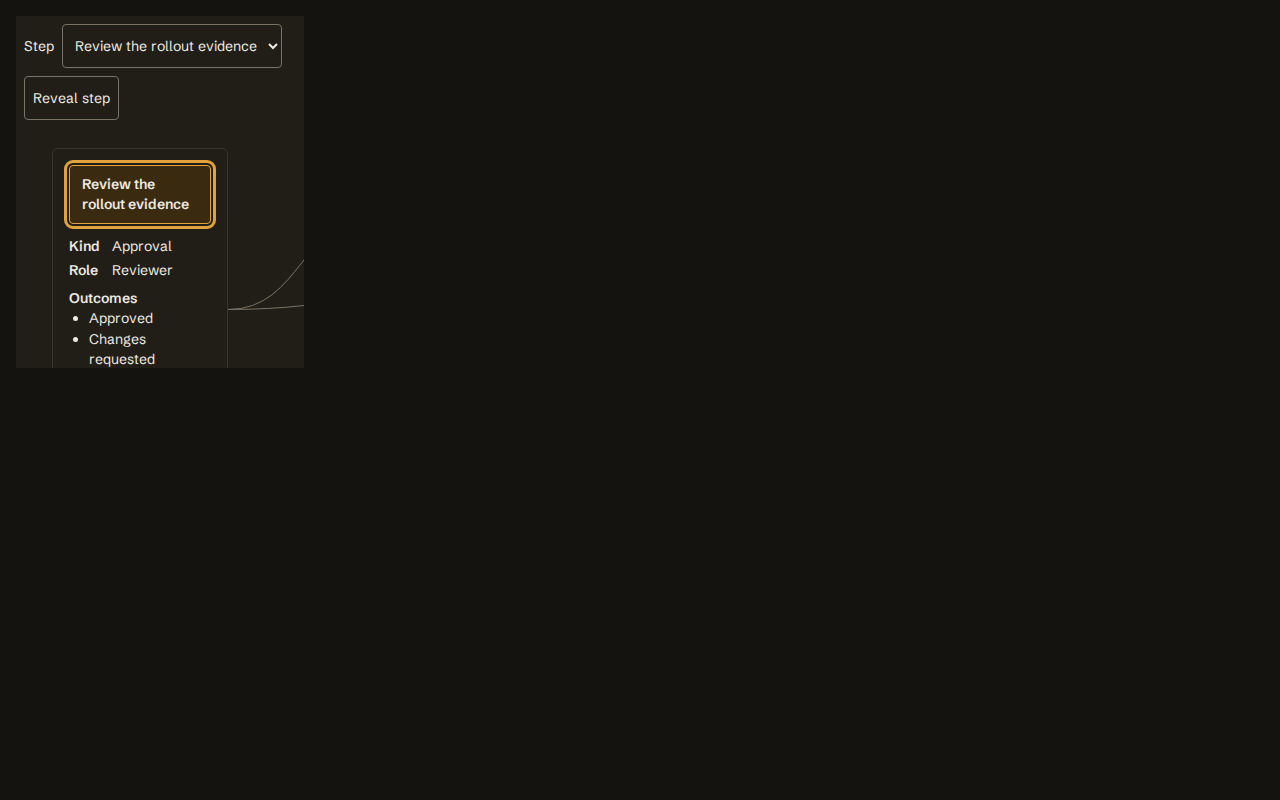 Step Review the rollout evidence
Reveal step
Review the
rollout evidence
Kind Approval
Role Reviewer
Outcomes
Approved
Changes
requested